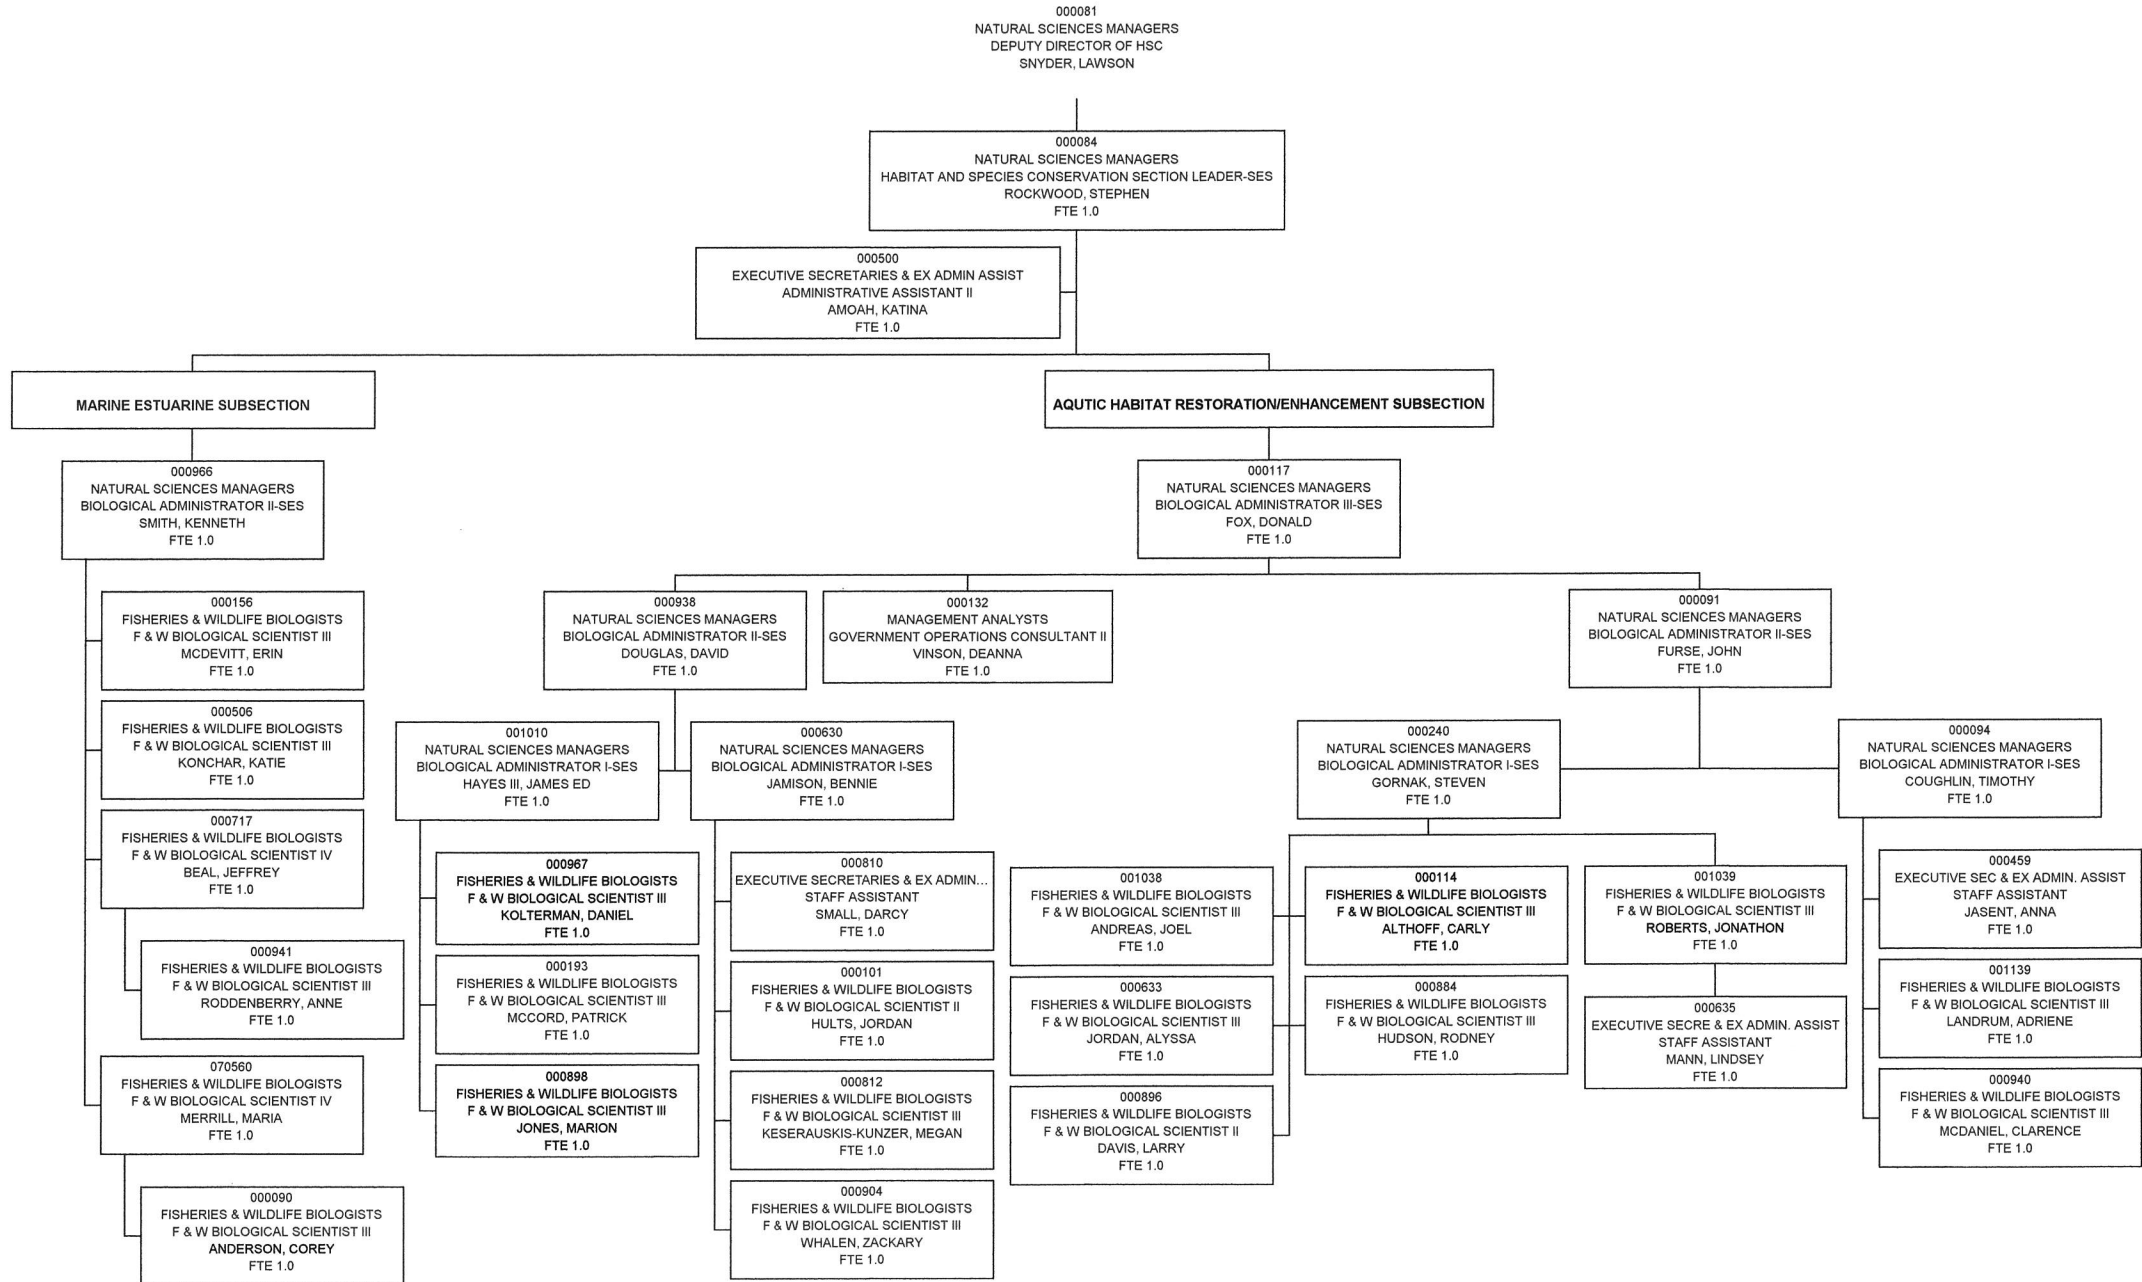 000081
NATURAL SCIENCES MANAGERS
DEPUTY DIRECTOR OF HSC
SNYDER, LAWSON
000084
NATURAL SCIENCES MANAGERS
HABITAT AND SPECIES CONSERVATION SECTION LEADER-SES
ROCKWOOD, STEPHEN
FTE 1.0
000500
EXECUTIVE SECRETARIES & EX ADMIN ASSIST
ADMINISTRATIVE ASSISTANT II
AMOAH, KATINA
FTE 1.0
MARINE ESTUARINE SUBSECTION
AQUTIC HABITAT RESTORATION/ENHANCEMENT SUBSECTION
000966
NATURAL SCIENCES MANAGERS
BIOLOGICAL ADMINISTRATOR II-SES
SMITH, KENNETH
FTE 1.0
000117
NATURAL SCIENCES MANAGERS
BIOLOGICAL ADMINISTRATOR III-SES
FOX, DONALD
FTE 1.0
000156
FISHERIES & WILDLIFE BIOLOGISTS
F & W BIOLOGICAL SCIENTIST III
MCDEVITT, ERIN
FTE 1.0
000506
FISHERIES & WILDLIFE BIOLOGISTS
F & W BIOLOGICAL SCIENTIST III
KONCHAR, KATIE
FTE 1.0
000717
FISHERIES & WILDLIFE BIOLOGISTS
F & W BIOLOGICAL SCIENTIST IV
BEAL, JEFFREY
FTE 1.0
000941
FISHERIES & WILDLIFE BIOLOGISTS
F & W BIOLOGICAL SCIENTIST III
RODDENBERRY, ANNE
FTE 1.0
070560
FISHERIES & WILDLIFE BIOLOGISTS
F & W BIOLOGICAL SCIENTIST IV
MERRILL, MARIA
FTE 1.0
000090
FISHERIES & WILDLIFE BIOLOGISTS
F & W BIOLOGICAL SCIENTIST III
ANDERSON, COREY
FTE 1.0
000938
NATURAL SCIENCES MANAGERS
BIOLOGICAL ADMINISTRATOR II-SES
DOUGLAS, DAVID
FTE 1.0
000132
MANAGEMENT ANALYSTS
GOVERNMENT OPERATIONS CONSULTANT II
VINSON, DEANNA
FTE 1.0
000091
NATURAL SCIENCES MANAGERS
BIOLOGICAL ADMINISTRATOR II-SES
FURSE, JOHN
FTE 1.0
001010
NATURAL SCIENCES MANAGERS
BIOLOGICAL ADMINISTRATOR I-SES
HAYES III, JAMES ED
FTE 1.0
000630
NATURAL SCIENCES MANAGERS
BIOLOGICAL ADMINISTRATOR I-SES
JAMISON, BENNIE
FTE 1.0
000240
NATURAL SCIENCES MANAGERS
BIOLOGICAL ADMINISTRATOR I-SES
GORNAK, STEVEN
FTE 1.0
000094
NATURAL SCIENCES MANAGERS
BIOLOGICAL ADMINISTRATOR I-SES
COUGHLIN, TIMOTHY
FTE 1.0
000967
FISHERIES & WILDLIFE BIOLOGISTS
F & W BIOLOGICAL SCIENTIST III
KOLTERMAN, DANIEL
FTE 1.0
000193
FISHERIES & WILDLIFE BIOLOGISTS
F & W BIOLOGICAL SCIENTIST III
MCCORD, PATRICK
FTE 1.0
000898
FISHERIES & WILDLIFE BIOLOGISTS
F & W BIOLOGICAL SCIENTIST III
JONES, MARION
FTE 1.0
000810
EXECUTIVE SECRETARIES & EX ADMIN...
STAFF ASSISTANT
SMALL, DARCY
FTE 1.0
000101
FISHERIES & WILDLIFE BIOLOGISTS
F & W BIOLOGICAL SCIENTIST II
HULTS, JORDAN
FTE 1.0
000812
FISHERIES & WILDLIFE BIOLOGISTS
F & W BIOLOGICAL SCIENTIST III
KESERAUSKIS-KUNZER, MEGAN
FTE 1.0
000904
FISHERIES & WILDLIFE BIOLOGISTS
F & W BIOLOGICAL SCIENTIST III
WHALEN, ZACKARY
FTE 1.0
001038
FISHERIES & WILDLIFE BIOLOGISTS
F & W BIOLOGICAL SCIENTIST III
ANDREAS, JOEL
FTE 1.0
000633
FISHERIES & WILDLIFE BIOLOGISTS
F & W BIOLOGICAL SCIENTIST III
JORDAN, ALYSSA
FTE 1.0
000896
FISHERIES & WILDLIFE BIOLOGISTS
F & W BIOLOGICAL SCIENTIST II
DAVIS, LARRY
FTE 1.0
000114
FISHERIES & WILDLIFE BIOLOGISTS
F & W BIOLOGICAL SCIENTIST III
ALTHOFF, CARLY
FTE 1.0
000884
FISHERIES & WILDLIFE BIOLOGISTS
F & W BIOLOGICAL SCIENTIST III
HUDSON, RODNEY
FTE 1.0
001039
FISHERIES & WILDLIFE BIOLOGISTS
F & W BIOLOGICAL SCIENTIST III
ROBERTS, JONATHON
FTE 1.0
000635
EXECUTIVE SECRE & EX ADMIN. ASSIST
STAFF ASSISTANT
MANN, LINDSEY
FTE 1.0
000459
EXECUTIVE SEC & EX ADMIN. ASSIST
STAFF ASSISTANT
JASENT, ANNA
FTE 1.0
001139
FISHERIES & WILDLIFE BIOLOGISTS
F & W BIOLOGICAL SCIENTIST III
LANDRUM, ADRIENE
FTE 1.0
000940
FISHERIES & WILDLIFE BIOLOGISTS
F & W BIOLOGICAL SCIENTIST III
MCDANIEL, CLARENCE
FTE 1.0